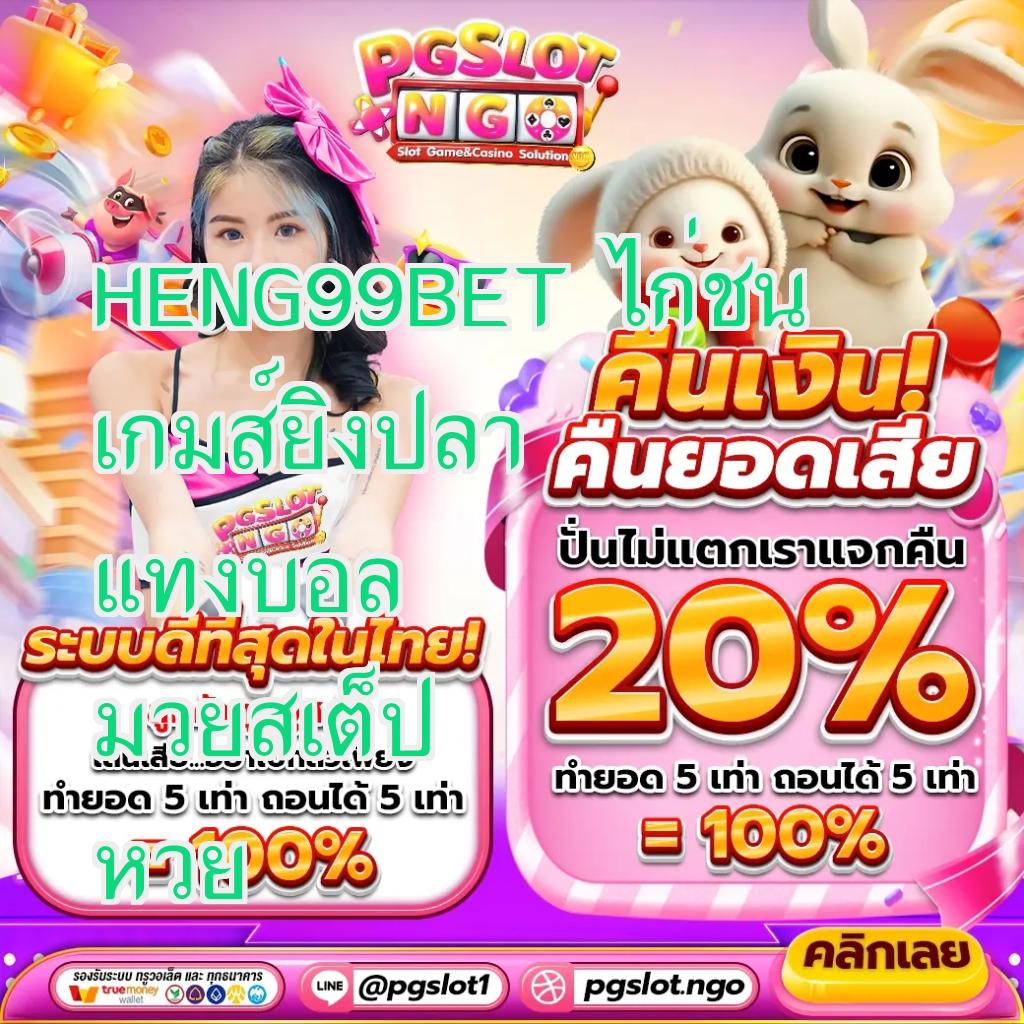 PGSLOT
NGO
Slot Game&Casino Solution
HENG99BET ไก่ชน
เกมส์ยิงปลา
แทงบอล
มวยสเต็ป
หวย
PGSLOT
NGO
ระบบดีที่สุดในไทย!
ทำยอด 5 เท่า ถอนได้ 5 เท่า
100%
คืนเงิน!
คืนยอดเสีย
ปั่นไม่แตกเราแจกคืน
20%
ทำยอด 5 เท่า ถอนได้ 5 เท่า
= 100%
คลิกเลย
รองรับระบบ ทรูวอเล็ต และ ทุกธนาคาร
truemoney
wallet
LINE @pgslot1
pgslot.ngo